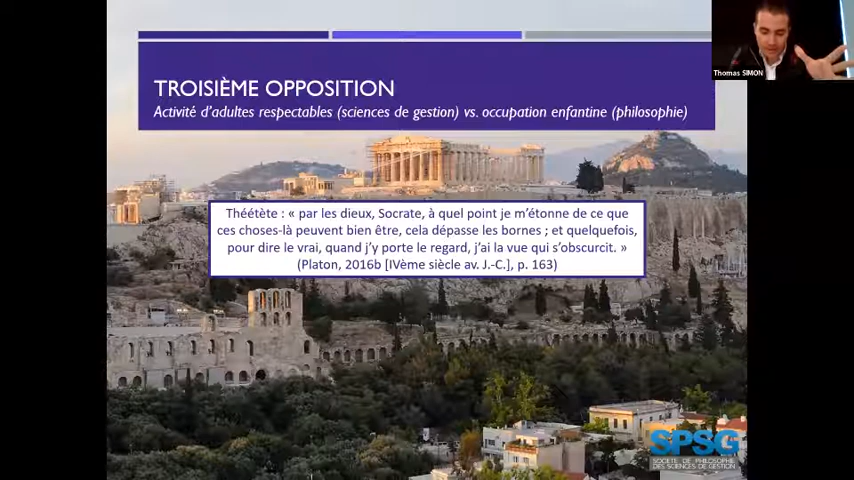 Thomas SIMON
TROISIÈME OPPOSITION
Activité d'adultes respectables (sciences de gestion) vs. occupation enfantine (philosophie)
Théétète : « par les dieux, Socrate, à quel point je m'étonne de ce que
ces choses-là peuvent bien être, cela dépasse les bornes ; et quelquefois,
pour dire le vrai, quand j'y porte le regard, j'ai la vue qui s'obscurcit. »
(Platon, 2016b [IVème siècle av. J.-C.], p. 163)
SPSG
SOCIÉTÉ DE PHILOSOPHIE
DES SCIENCES DE GESTION